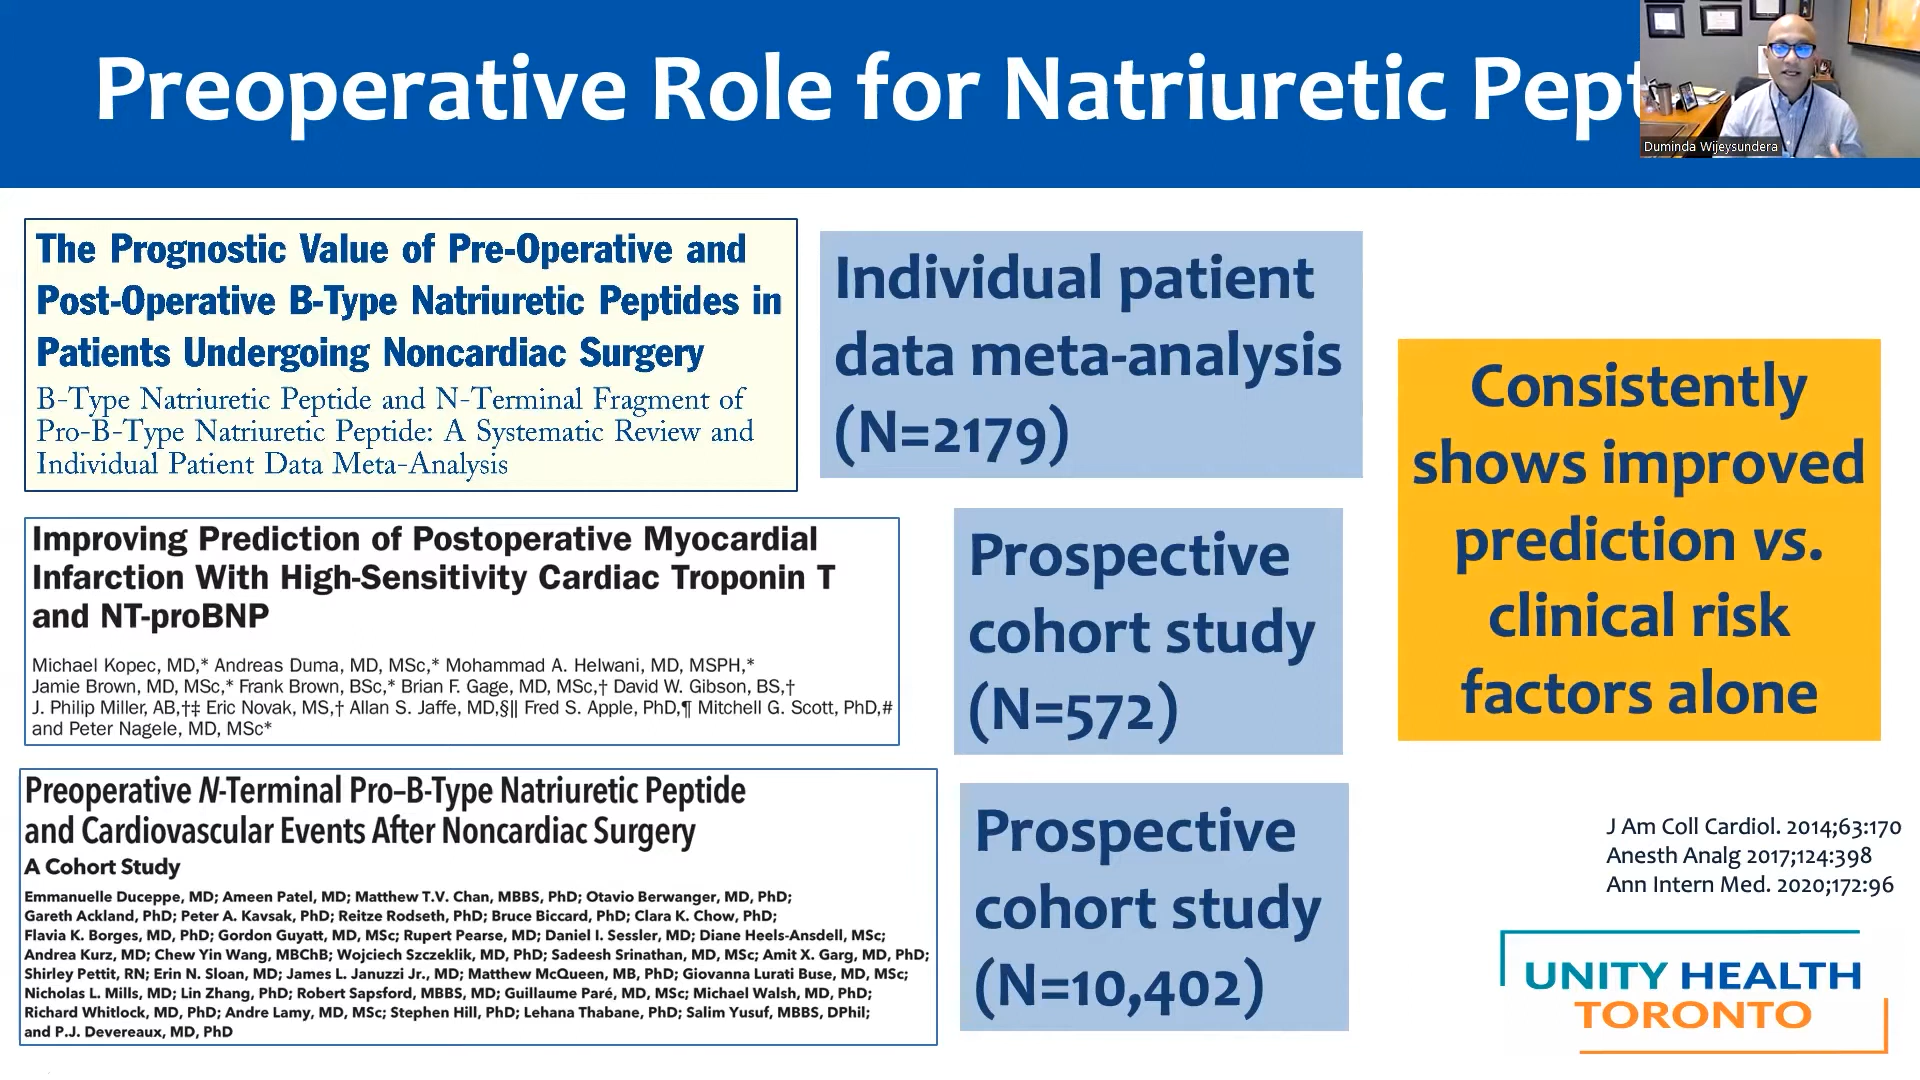 Preoperative Role for Natriuretic Pept
Duminda Wijeysundera
The Prognostic Value of Pre-Operative and
Post-Operative B-Type Natriuretic Peptides in
Patients Undergoing Noncardiac Surgery
B-Type Natriuretic Peptide and N-Terminal Fragment of
Pro-B-Type Natriuretic Peptide: A Systematic Review and
Individual Patient Data Meta-Analysis
Individual patient
data meta-analysis
(N=2179)
Improving Prediction of Postoperative Myocardial
Infarction With High-Sensitivity Cardiac Troponin T
and NT-proBNP
Michael Kopec, MD,* Andreas Duma, MD, MSc,* Mohammad A. Helwani, MD, MSPH,*
Jamie Brown, MD, MSc,* Frank Brown, BSc,* Brian F. Gage, MD, MSc,† David W. Gibson, BS,†
J. Philip Miller, AB,†‡ Eric Novak, MS,† Allan S. Jaffe, MD,§‖ Fred S. Apple, PhD,¶ Mitchell G. Scott, PhD,#
and Peter Nagele, MD, MSc*
Prospective
cohort study
(N=572)
Preoperative N-Terminal Pro–B-Type Natriuretic Peptide
and Cardiovascular Events After Noncardiac Surgery
A Cohort Study
Emmanuelle Duceppe, MD; Ameen Patel, MD; Matthew T.V. Chan, MBBS, PhD; Otavio Berwanger, MD, PhD;
Gareth Ackland, PhD; Peter A. Kavsak, PhD; Reitze Rodseth, PhD; Bruce Biccard, PhD; Clara K. Chow, PhD;
Flavia K. Borges, MD, PhD; Gordon Guyatt, MD, MSc; Rupert Pearse, MD; Daniel I. Sessler, MD; Diane Heels-Ansdell, MSc;
Andrea Kurz, MD; Chew Yin Wang, MBChB; Wojciech Szczeklik, MD, PhD; Sadeesh Srinathan, MD, MSc; Amit X. Garg, MD, PhD;
Shirley Pettit, RN; Erin N. Sloan, MD; James L. Januzzi Jr., MD; Matthew McQueen, MB, PhD; Giovanna Lurati Buse, MD, MSc;
Nicholas L. Mills, MD; Lin Zhang, PhD; Robert Sapsford, MBBS, MD; Guillaume Paré, MD, MSc; Michael Walsh, MD, PhD;
Richard Whitlock, MD, PhD; Andre Lamy, MD, MSc; Stephen Hill, PhD; Lehana Thabane, PhD; Salim Yusuf, MBBS, DPhil;
and P.J. Devereaux, MD, PhD
Prospective
cohort study
(N=10,402)
Consistently
shows improved
prediction vs.
clinical risk
factors alone
J Am Coll Cardiol. 2014;63:170
Anesth Analg 2017;124:398
Ann Intern Med. 2020;172:96
UNITY HEALTH
TORONTO